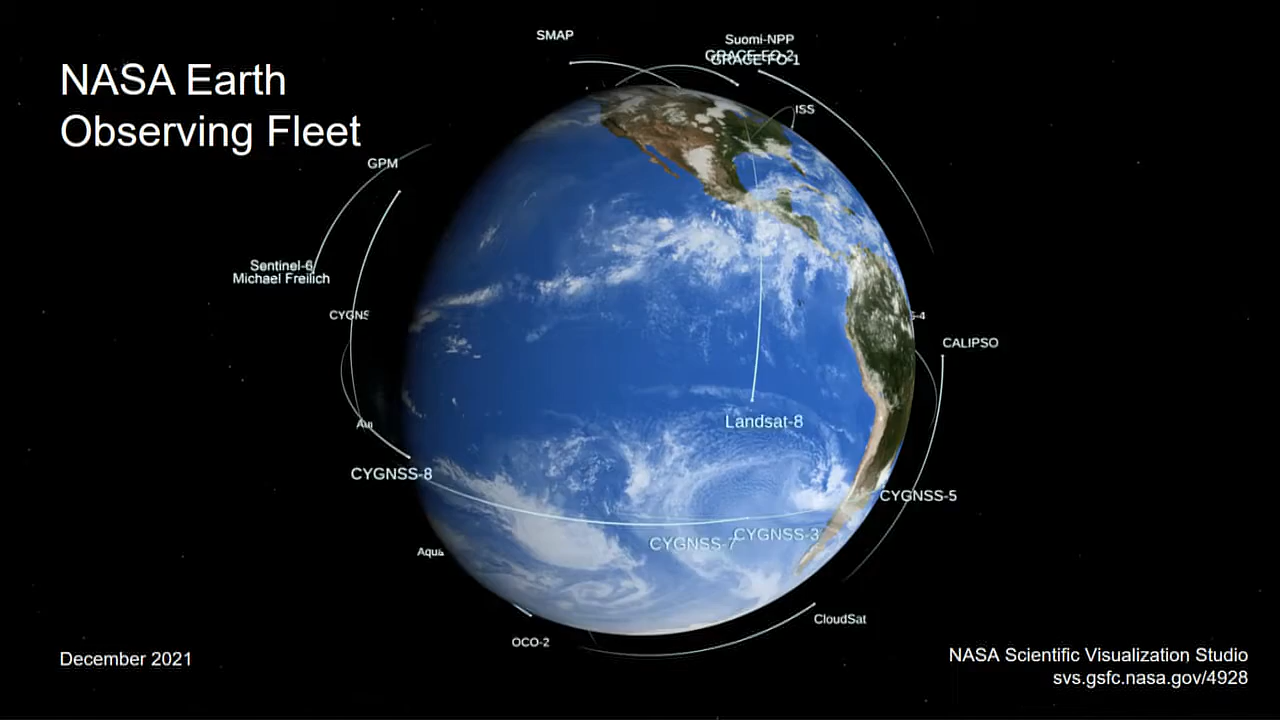 NASA Earth
Observing Fleet
SMAP
Suomi-NPP
GRACE-FO-2
GRACE-FO-1
ISS
GPM
Sentinel-6
Michael Freilich
CYGNS
-4
CALIPSO
Landsat-8
CYGNSS-8
CYGNSS-5
CYGNSS-3
CYGNSS-7
Aqua
CloudSat
OCO-2
December 2021
NASA Scientific Visualization Studio
svs.gsfc.nasa.gov/4928